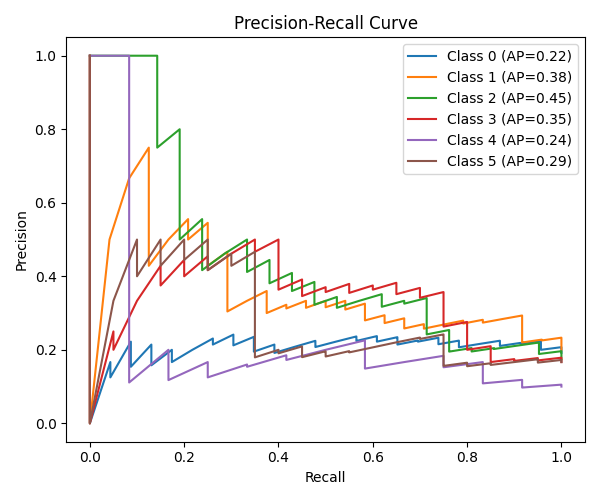 Precision-Recall Curve
Class 0 (AP=0.22)
Class 1 (AP=0.38)
Class 2 (AP=0.45)
Class 3 (AP=0.35)
Class 4 (AP=0.24)
Class 5 (AP=0.29)
Precision
1.0
0.8
0.6
0.4
0.2
0.0
0.0 0.2 0.4 0.6 0.8 1.0
Recall